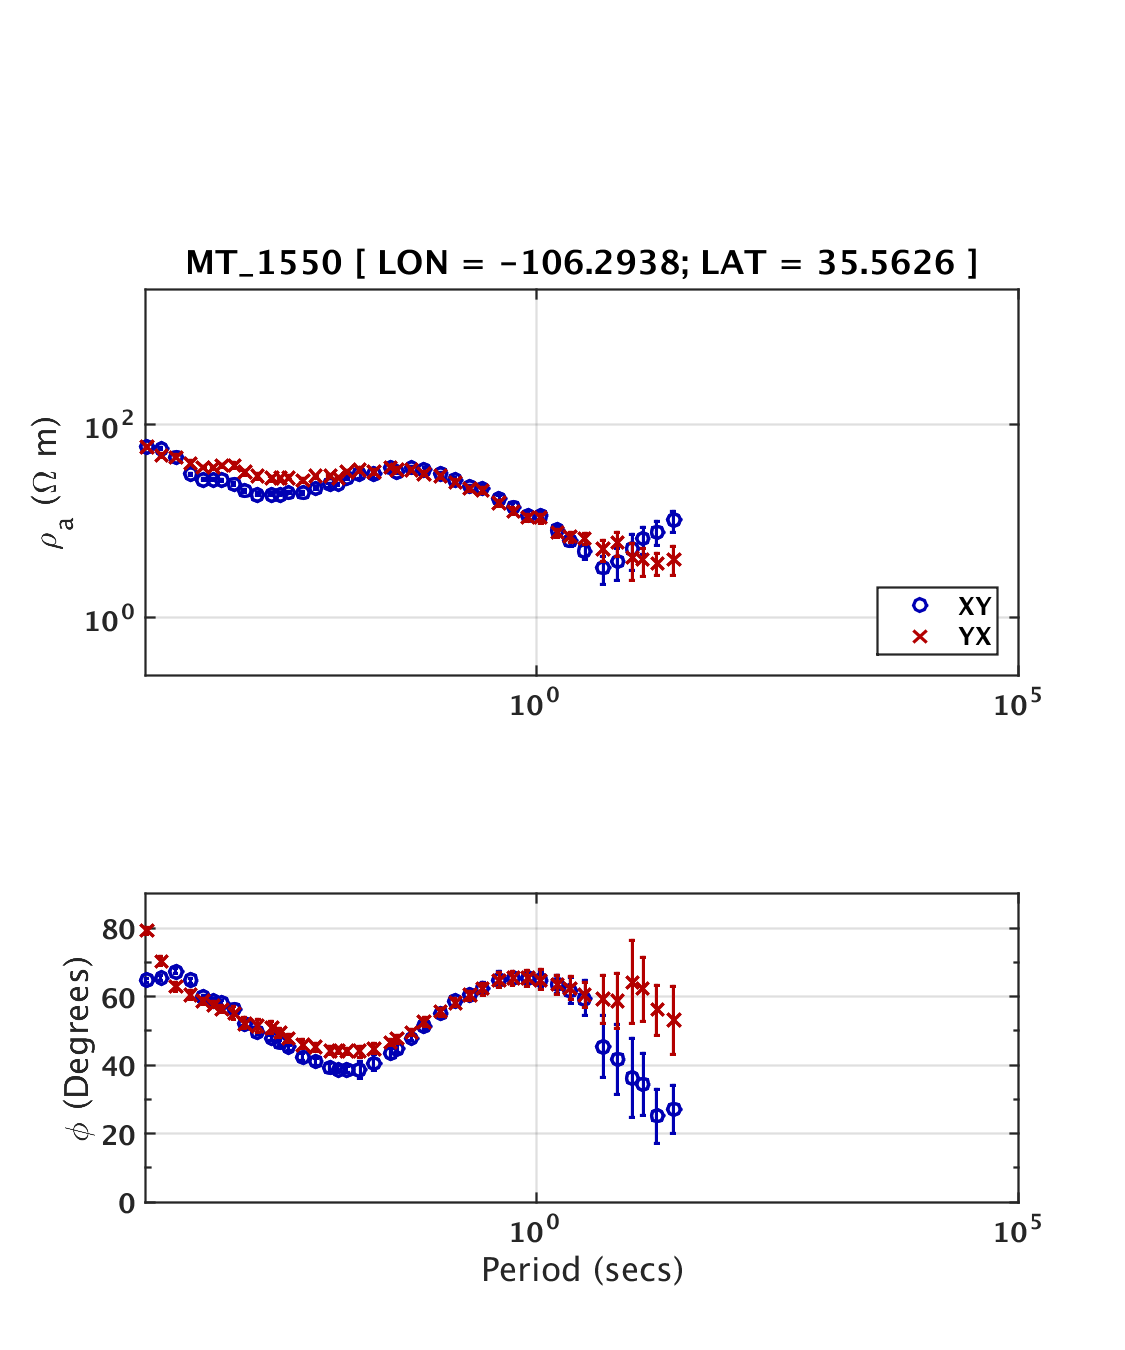 MT_1550 [ LON = -106.2938; LAT = 35.5626 ]
ρa (Ω m)
10^2
10^0
XY
YX
10^0 10^5
ϕ (Degrees)
80
60
40
20
0
10^0 10^5
Period (secs)